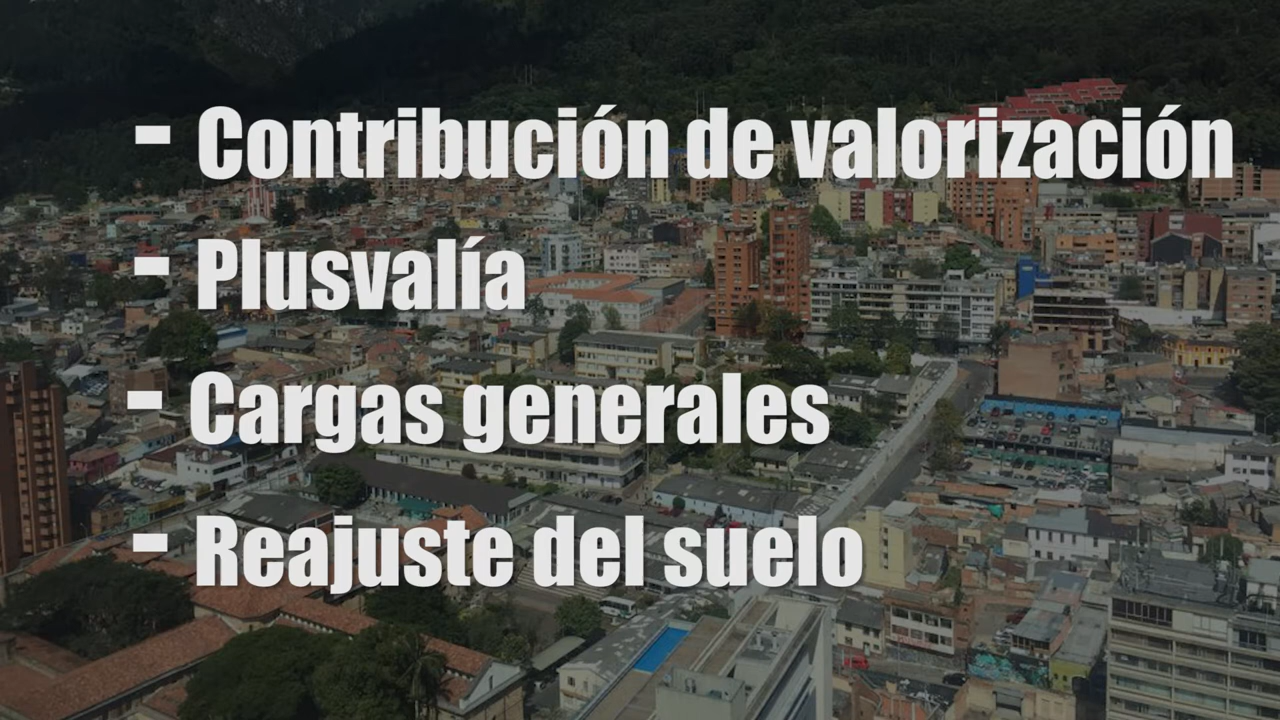 - Contribución de valorización
- Plusvalía
- Cargas generales
- Reajuste del suelo